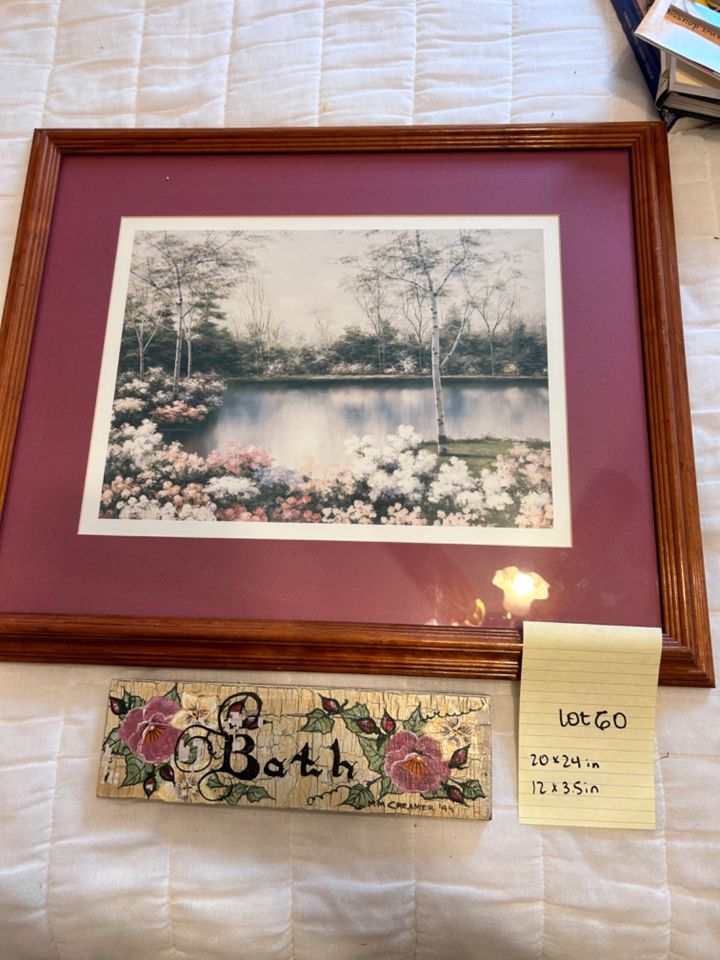 Bath
MM CREAMER '94
Lot 60
20 x 24 in
12 x 3.5 in